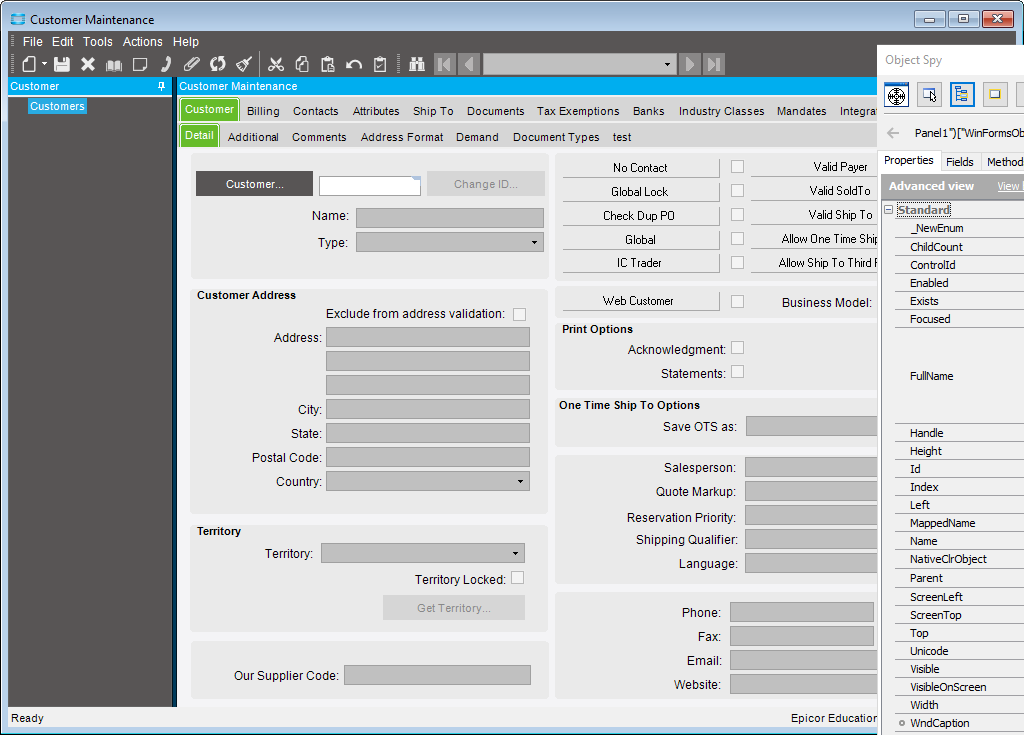 Customer Maintenance
File Edit Tools Actions Help
Object Spy
Customer
Customer Maintenance
Customers
Customer Billing Contacts Attributes Ship To Documents Tax Exemptions Banks Industry Classes Mandates Integrat
Detail Additional Comments Address Format Demand Document Types test
Panel1")["WinFormsOb
Properties Fields Method
Advanced view View
Customer...
Change ID...
Name:
Type:
No Contact
Valid Payer
Global Lock
Valid SoldTo
Check Dup PO
Valid Ship To
Global
Allow One Time Ship
IC Trader
Allow Ship To Third
Customer Address
Exclude from address validation:
Address:
City:
State:
Postal Code:
Country:
Web Customer
Business Model:
Print Options
Acknowledgment:
Statements:
One Time Ship To Options
Save OTS as:
Salesperson:
Quote Markup:
Reservation Priority:
Shipping Qualifier:
Language:
Territory
Territory:
Territory Locked:
Get Territory...
Our Supplier Code:
Phone:
Fax:
Email:
Website:
Standard
_NewEnum
ChildCount
ControlId
Enabled
Exists
Focused
FullName
Handle
Height
Id
Index
Left
MappedName
Name
NativeClrObject
Parent
ScreenLeft
ScreenTop
Top
Unicode
Visible
VisibleOnScreen
Width
WndCaption
Ready
Epicor Education